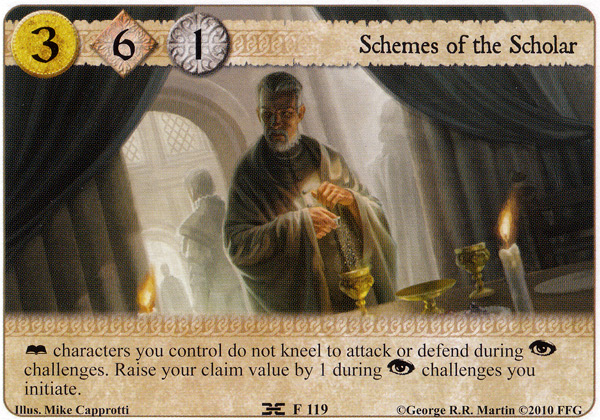 3 6 1 Schemes of the Scholar
characters you control do not kneel to attack or defend during
challenges. Raise your claim value by 1 during challenges you
initiate.
Illus. Mike Capprotti F 119 ©George R.R. Martin ©2010 FFG